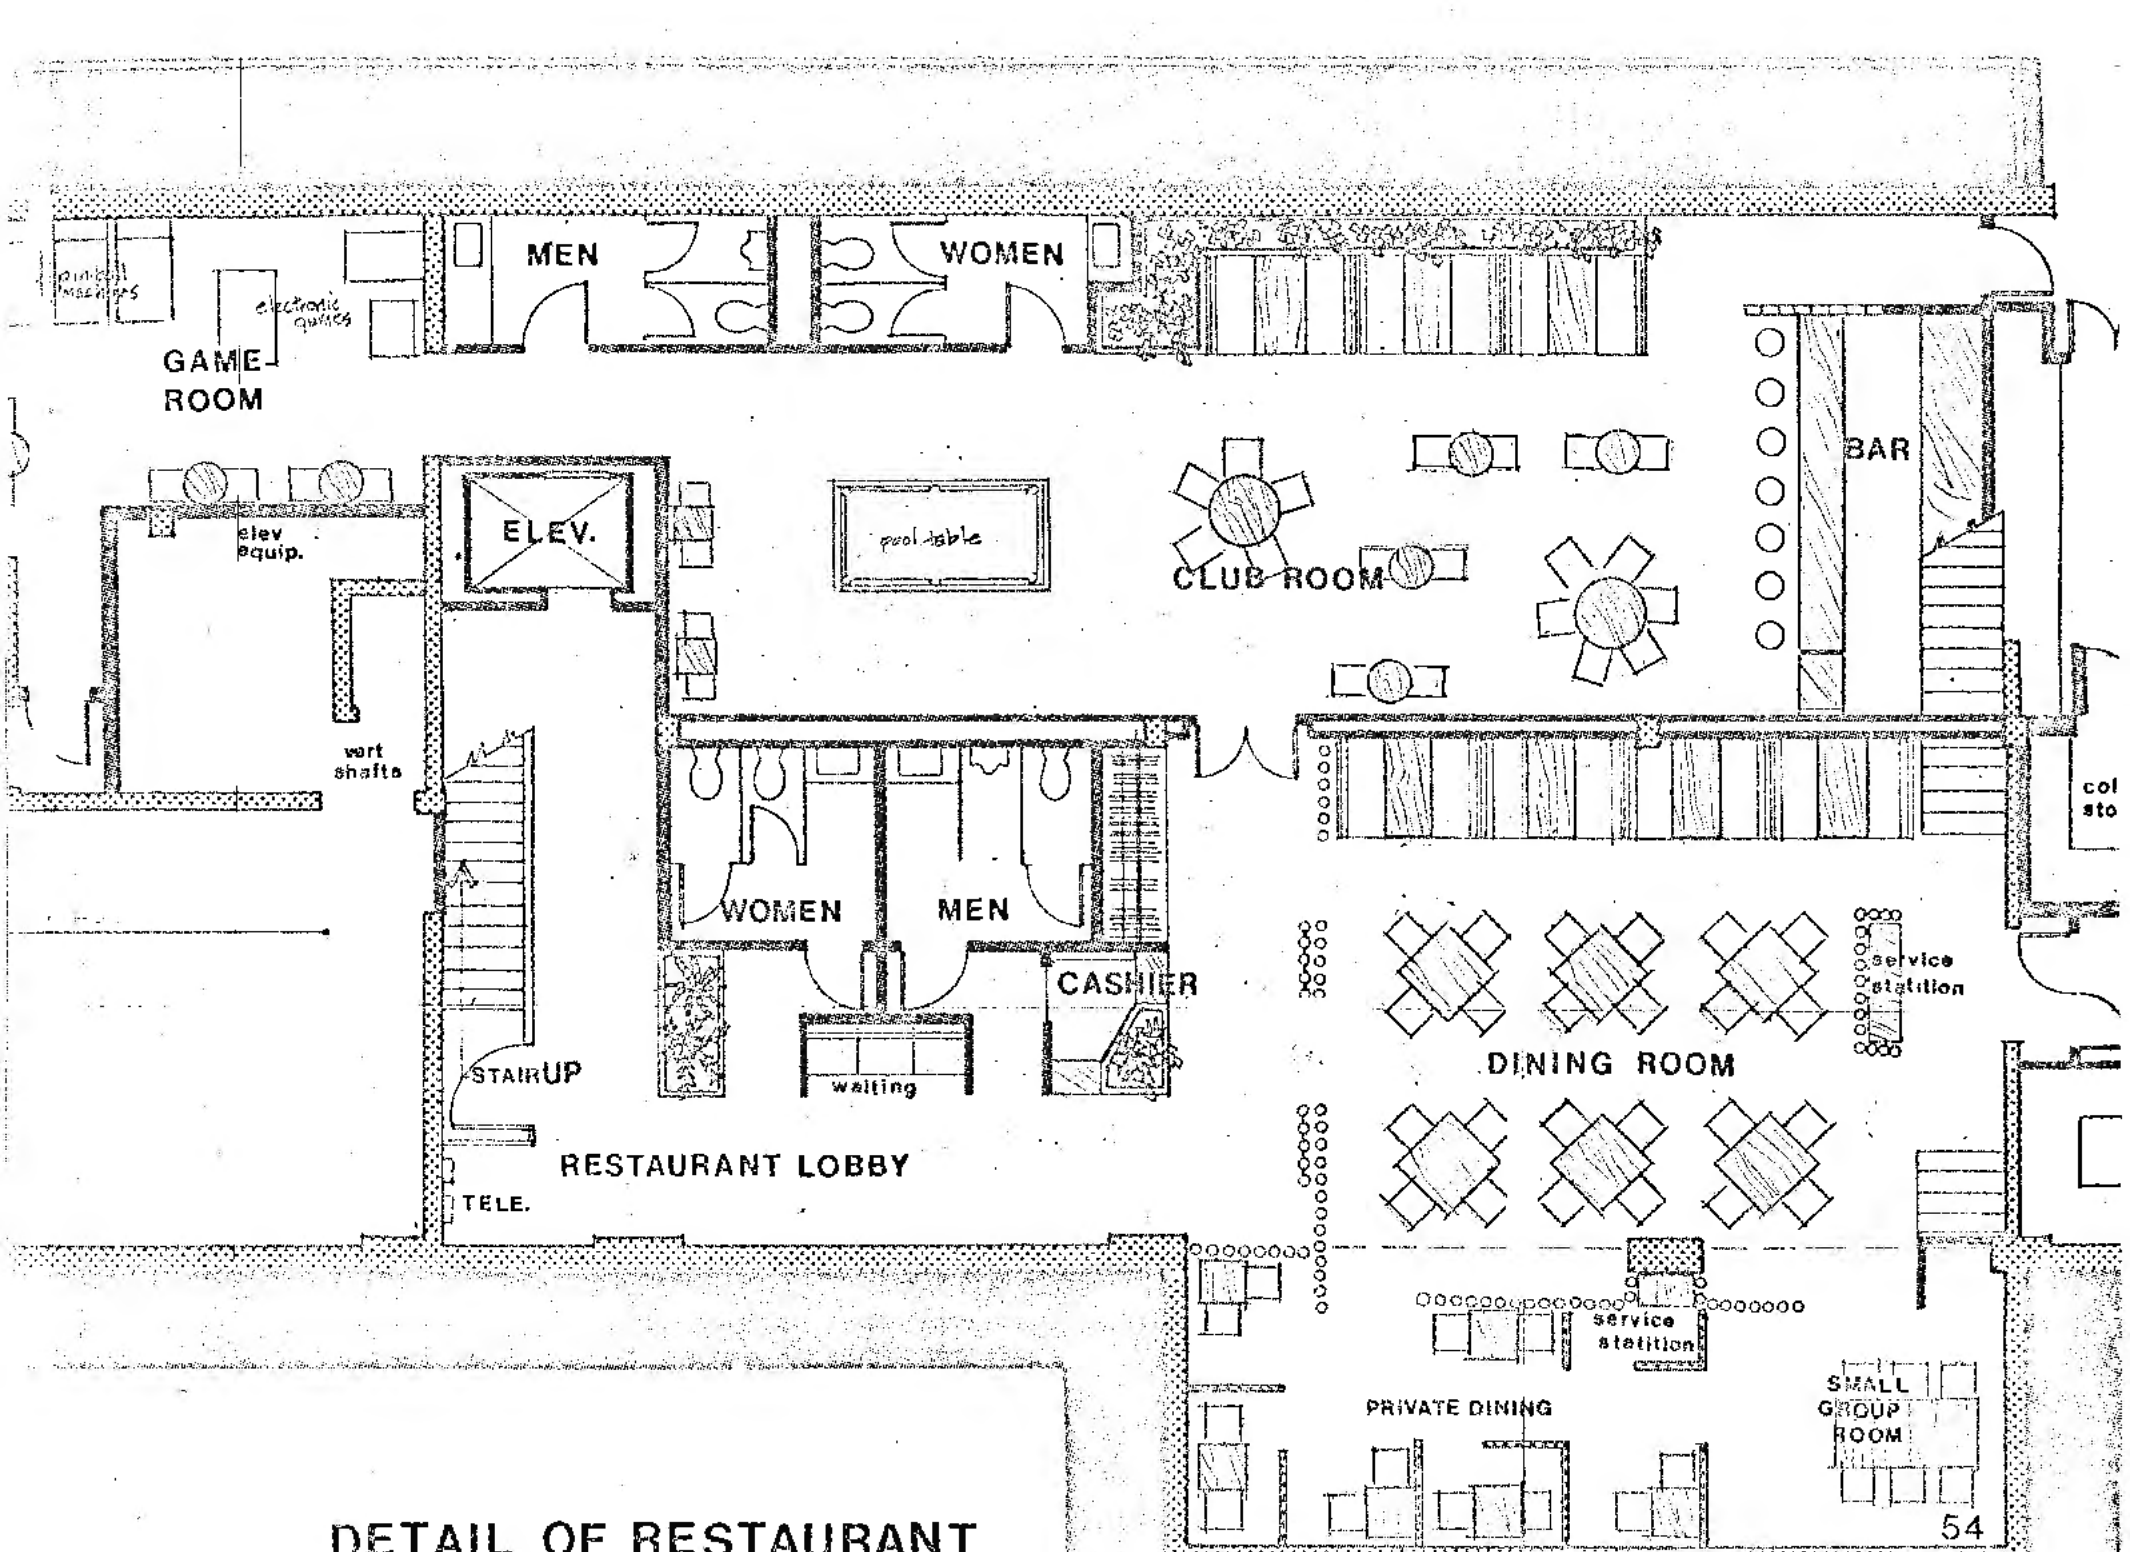 MEN
WOMEN
pinball
machines
electronic
games
GAME-
ROOM
BAR
ELEV.
elev
equip.
pool table
CLUB ROOM
vert
shafts
col
sto
WOMEN
MEN
CASHIER
service
statition
STAIR UP
waiting
DINING ROOM
RESTAURANT LOBBY
TELE.
service
statition
PRIVATE DINING
SMALL
GROUP
ROOM
DETAIL OF RESTAURANT
54